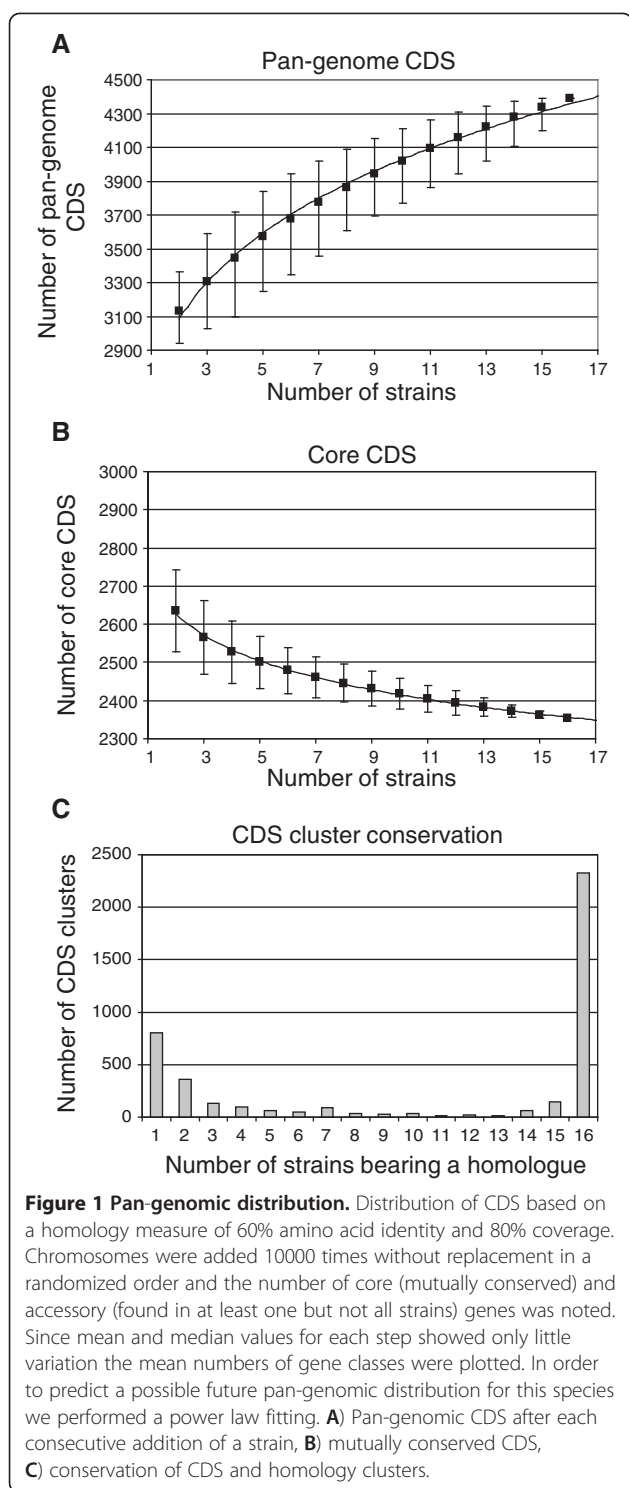 A
Pan-genome CDS
Number of pan-genome
CDS
4500
4300
4100
3900
3700
3500
3300
3100
2900
1 3 5 7 9 11 13 15 17
Number of strains
B
Core CDS
Number of core CDS
3000
2900
2800
2700
2600
2500
2400
2300
1 3 5 7 9 11 13 15 17
Number of strains
C
CDS cluster conservation
Number of CDS clusters
2500
2000
1500
1000
500
0
1 2 3 4 5 6 7 8 9 10 11 12 13 14 15 16
Number of strains bearing a homologue
Figure 1 Pan-genomic distribution. Distribution of CDS based on
a homology measure of 60% amino acid identity and 80% coverage.
Chromosomes were added 10000 times without replacement in a
randomized order and the number of core (mutually conserved) and
accessory (found in at least one but not all strains) genes was noted.
Since mean and median values for each step showed only little
variation the mean numbers of gene classes were plotted. In order
to predict a possible future pan-genomic distribution for this species
we performed a power law fitting. A) Pan-genomic CDS after each
consecutive addition of a strain, B) mutually conserved CDS,
C) conservation of CDS and homology clusters.